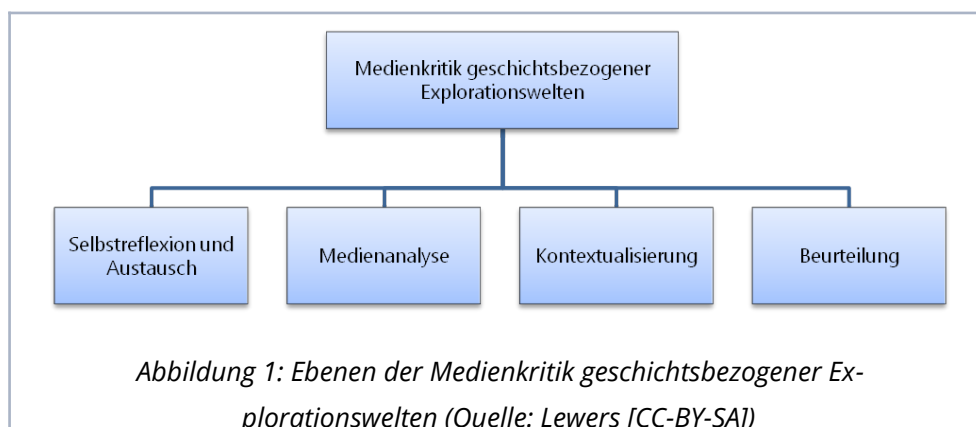 Medienkritik geschichtsbezogener
Explorationswelten
Selbstreflexion und
Austausch
Medienanalyse
Kontextualisierung
Beurteilung
Abbildung 1: Ebenen der Medienkritik geschichtsbezogener Ex-
plorationswelten (Quelle: Lewers [CC-BY-SA])